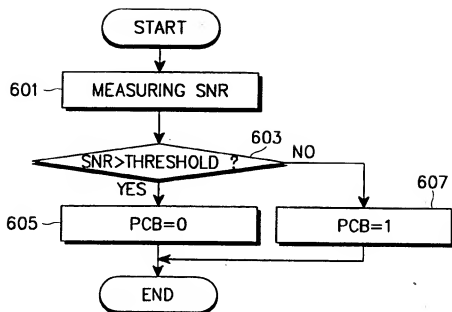 START
601
MEASURING SNR
603
SNR>THRESHOLD ?
NO
YES
607
605
PCB=0
PCB=1
END